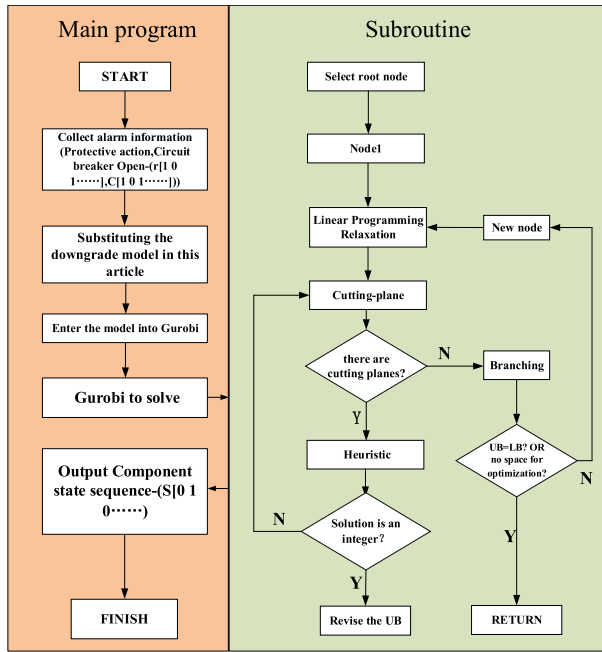 Main program
START
Collect alarm information
(Protective action,Circuit
breaker Open-(r[1 0
1⋯⋯],C[1 0 1⋯⋯]))
Substituting the
downgrade model in this
article
Enter the model into Gurobi
Gurobi to solve
Output Component
state sequence-(S[0 1
0⋯⋯)
FINISH
Subroutine
Select root node
Node1
Linear Programming
Relaxation
New node
Cutting-plane
there are
cutting planes?
N
Branching
Y
Heuristic
UB=LB? OR
no space for
optimization?
N
Solution is an
integer?
N
Y
Y
Revise the UB
RETURN